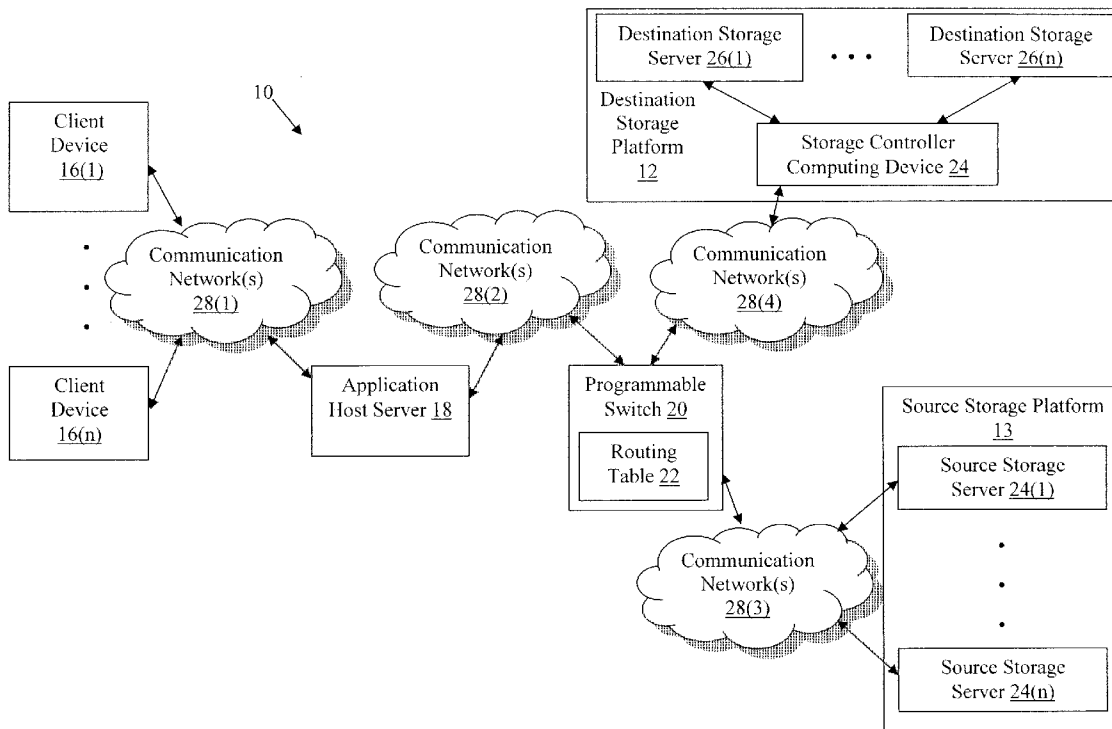 Destination Storage
Server 26(1)
Destination Storage
Server 26(n)
Destination
Storage
Platform
12
Storage Controller
Computing Device 24
10
Client
Device
16(1)
Communication
Network(s)
28(1)
Communication
Network(s)
28(2)
Communication
Network(s)
28(4)
Client
Device
16(n)
Application
Host Server 18
Programmable
Switch 20
Routing
Table 22
Source Storage Platform
13
Source Storage
Server 24(1)
Communication
Network(s)
28(3)
Source Storage
Server 24(n)